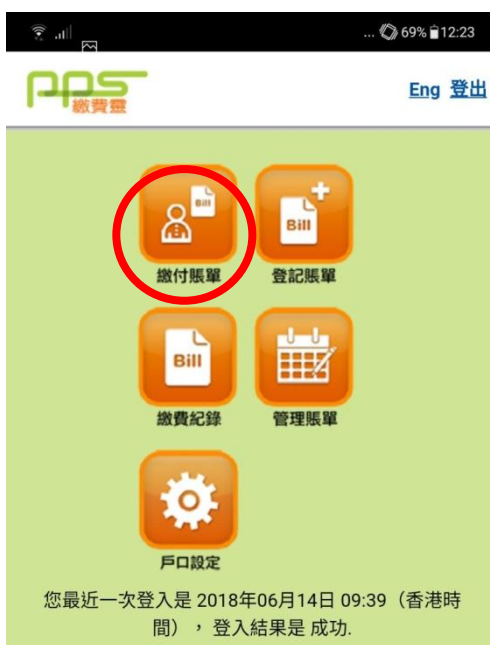 ... 69% 12:23
pps
繳費靈
Eng 登出
Bill
Bill
繳付賬單 登記賬單
Bill
繳費紀錄 管理賬單
戶口設定
您最近一次登入是 2018年06月14日 09:39（香港時
間），登入結果是 成功.